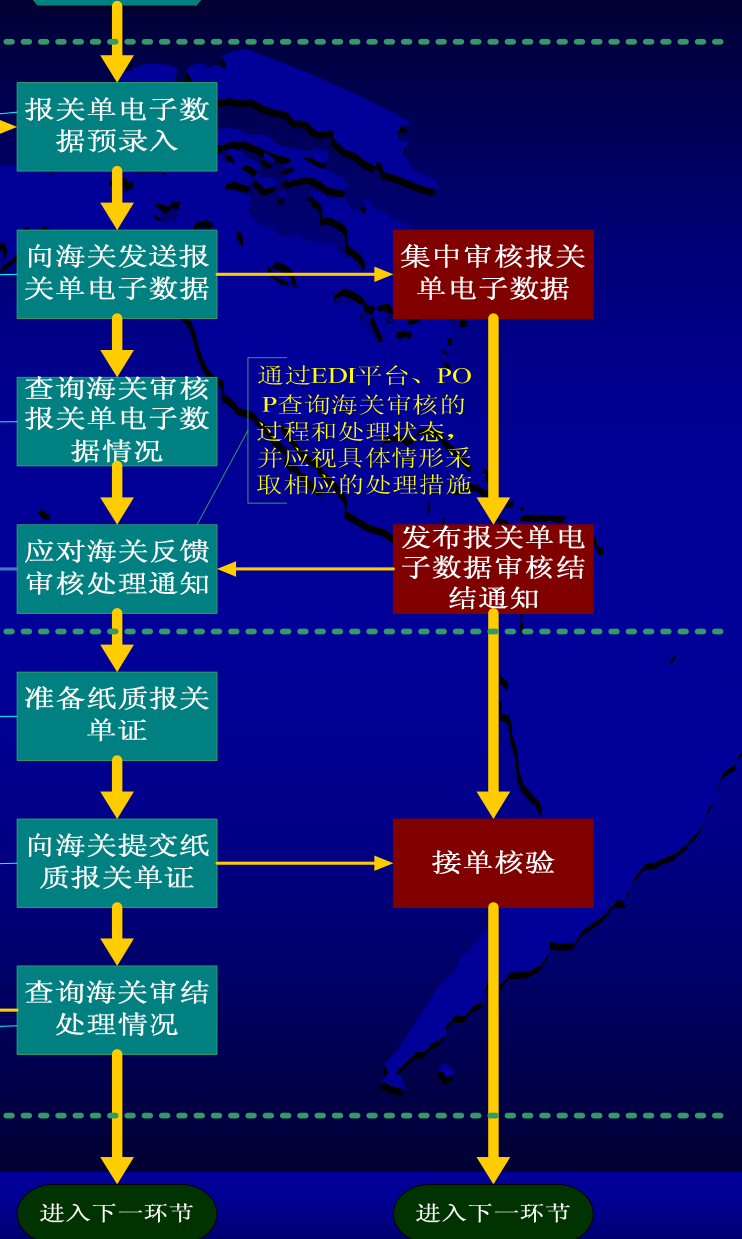 报关单电子数
据预录入
向海关发送报
关单电子数据
集中审核报关
单电子数据
查询海关审核
报关单电子数
据情况
通过EDI平台、PO
P查询海关审核的
过程和处理状态，
并应视具体情形采
取相应的处理措施
应对海关反馈
审核处理通知
发布报关单电
子数据审核结
结通知
准备纸质报关
单证
向海关提交纸
质报关单证
接单核验
查询海关审结
处理情况
进入下一环节
进入下一环节